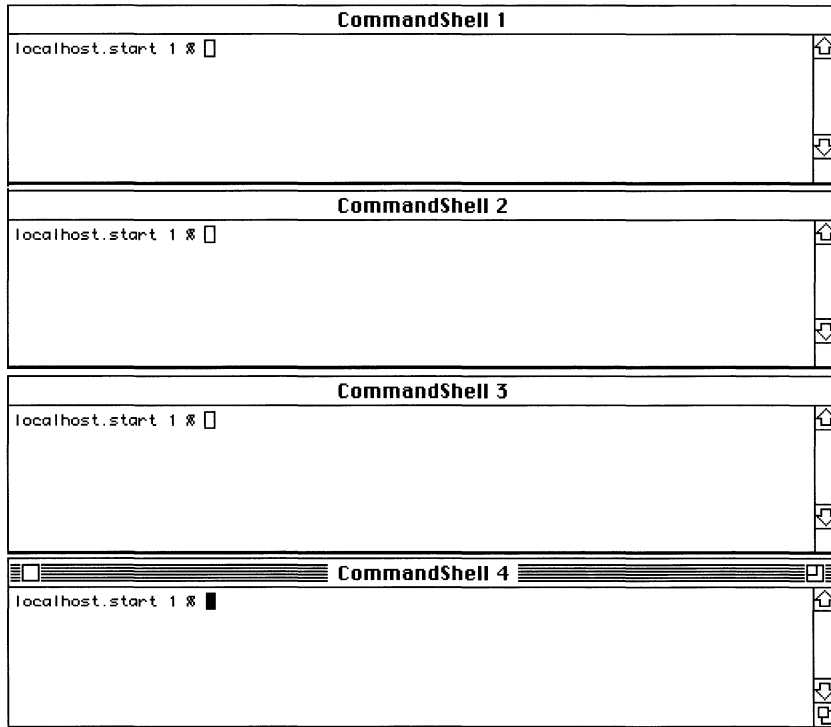 CommandShell 1
localhost.start 1 %
CommandShell 2
localhost.start 1 %
CommandShell 3
localhost.start 1 %
CommandShell 4
localhost.start 1 %